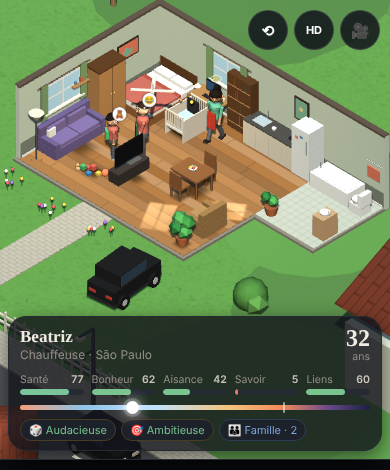 HD
Beatriz
32
Chauffeuse · São Paulo
ans
Santé 77 Bonheur 62 Aisance 42 Savoir 5 Liens 60
Audacieuse Ambitieuse Famille · 2